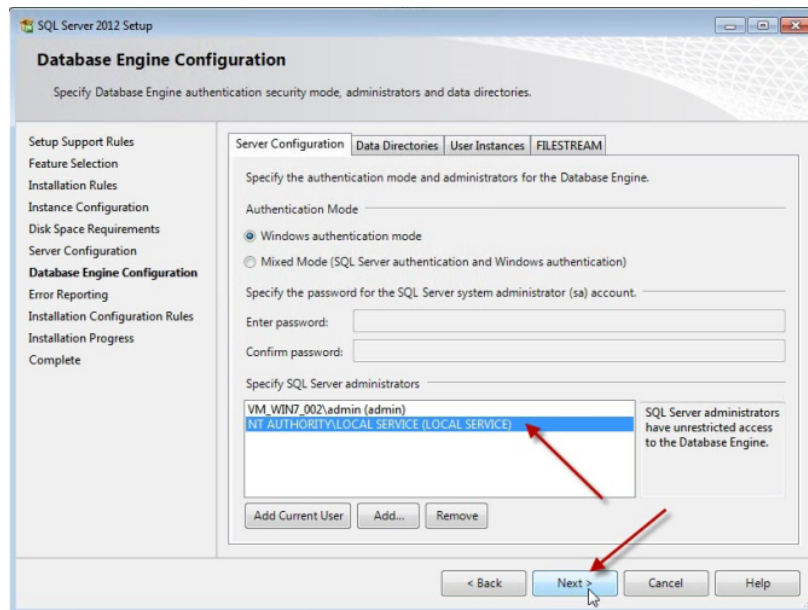 SQL Server 2012 Setup
Database Engine Configuration
Specify Database Engine authentication security mode, administrators and data directories.
Setup Support Rules
Feature Selection
Installation Rules
Instance Configuration
Disk Space Requirements
Server Configuration
Database Engine Configuration
Error Reporting
Installation Configuration Rules
Installation Progress
Complete
Server Configuration Data Directories User Instances FILESTREAM
Specify the authentication mode and administrators for the Database Engine.
Authentication Mode
Windows authentication mode
Mixed Mode (SQL Server authentication and Windows authentication)
Specify the password for the SQL Server system administrator (sa) account.
Enter password:
Confirm password:
Specify SQL Server administrators
VM_WIN7_002\admin (admin)
NT AUTHORITY\LOCAL SERVICE (LOCAL SERVICE)
SQL Server administrators
have unrestricted access
to the Database Engine.
Add Current User Add... Remove
< Back Next > Cancel Help